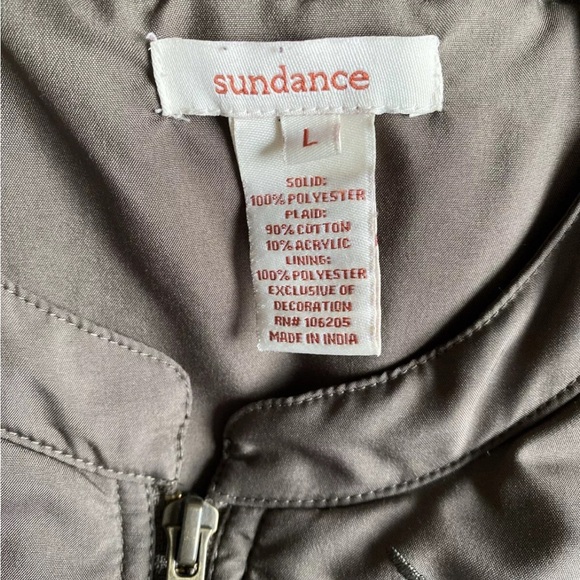 sundance
L
SOLID:
100% POLYESTER
PLAID:
90% COTTON
10% ACRYLIC
LINING:
100% POLYESTER
EXCLUSIVE OF
DECORATION
RN# 106205
MADE IN INDIA